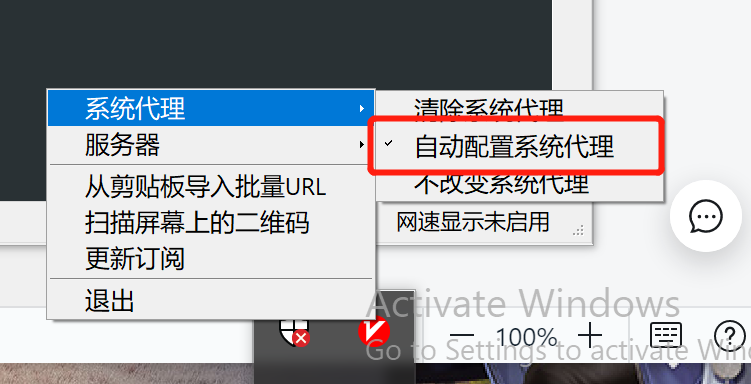 系统代理
清除系统代理
服务器
自动配置系统代理
从剪贴板导入批量URL
不改变系统代理
扫描屏幕上的二维码
网速显示未启用
更新订阅
退出
Activate Windows
100%
Go to Settings to activate Win